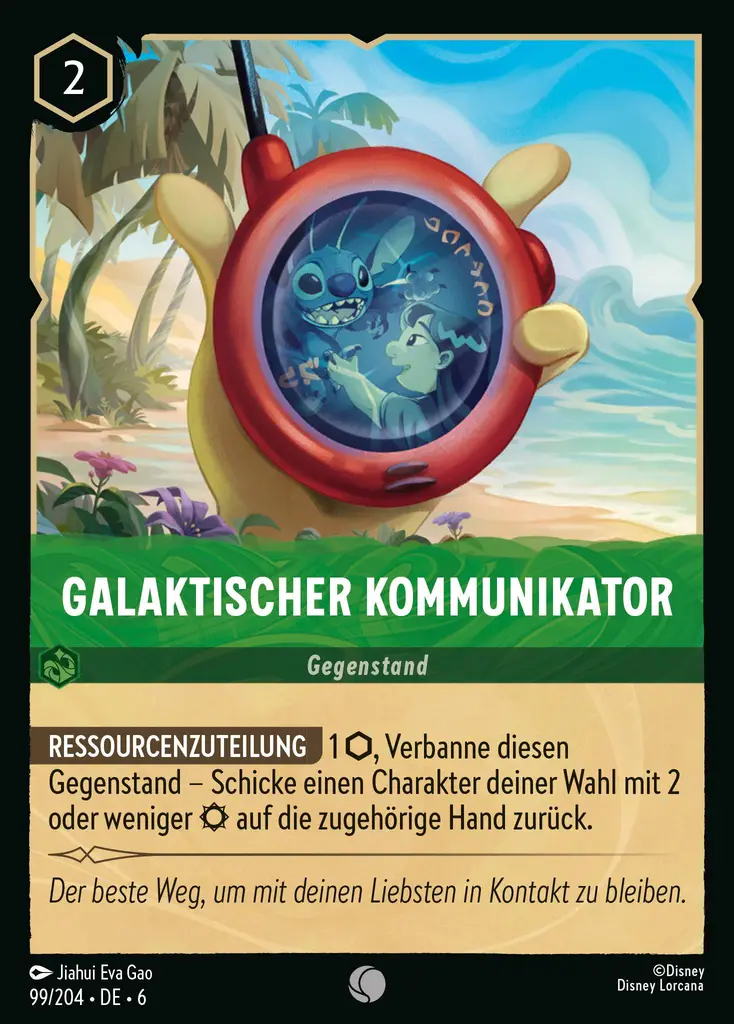 2
GALAKTISCHER KOMMUNIKATOR
Gegenstand
RESSOURCENZUTEILUNG 1 ⬡, Verbanne diesen
Gegenstand – Schicke einen Charakter deiner Wahl mit 2
oder weniger ¤ auf die zugehörige Hand zurück.
Der beste Weg, um mit deinen Liebsten in Kontakt zu bleiben.
Jiahui Eva Gao
99/204 • DE • 6
©Disney
Disney Lorcana